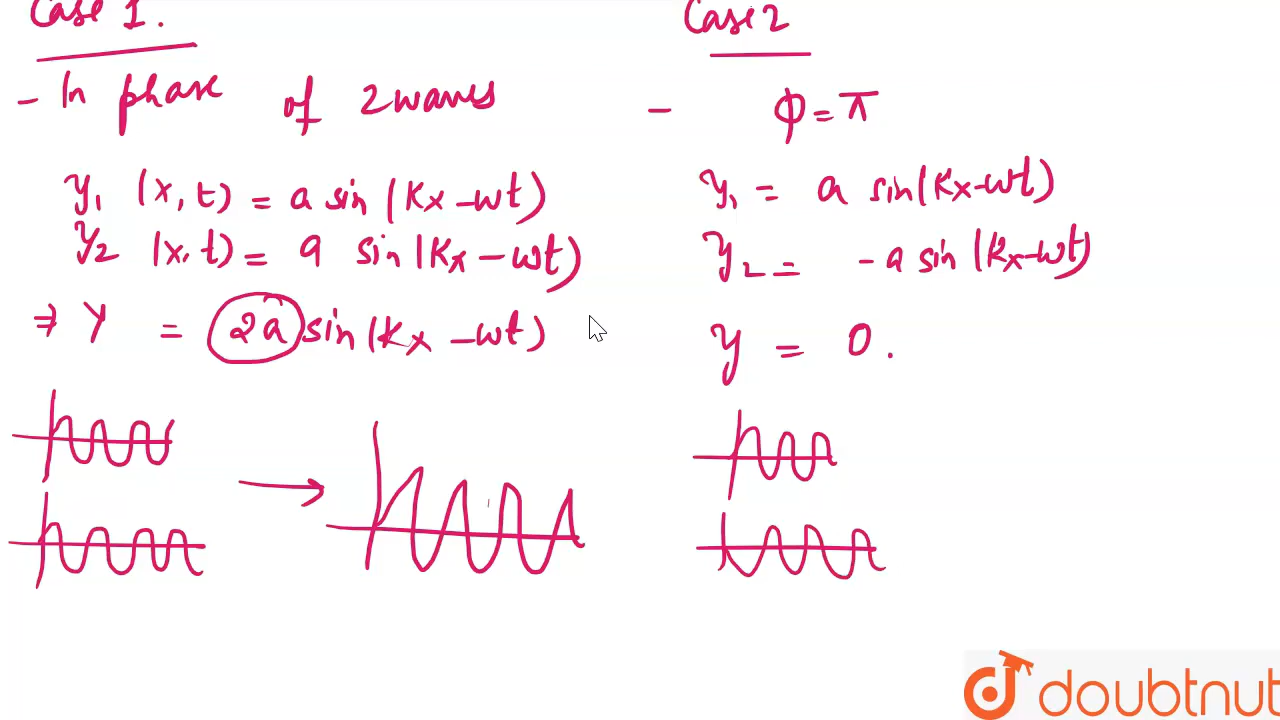 Case 1.
- In phase of 2 waves
y₁ (x, t) = a sin (Kx - wt)
y₂ (x, t) = a sin (Kx - wt)
⇒ y = 2a sin (Kx - wt)
Case 2
- ϕ = π
y₁ = a sin (Kx - wt)
y₂ = - a sin (Kx - wt)
y = 0.
doubtnut